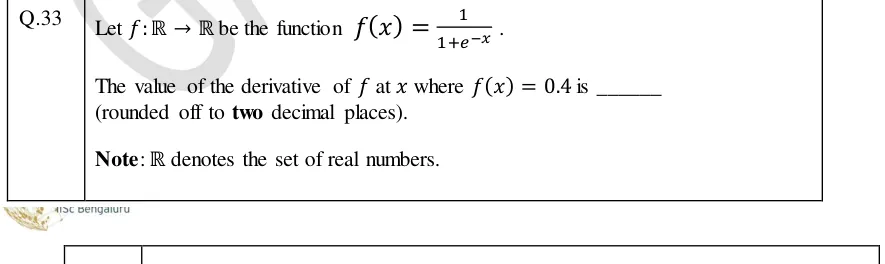 Q.33
Let f: ℝ → ℝ be the function f(x) = 1/(1+e^{-x}) .
The value of the derivative of f at x where f(x) = 0.4 is ______
(rounded off to two decimal places).
Note: ℝ denotes the set of real numbers.
IISc Bengaluru